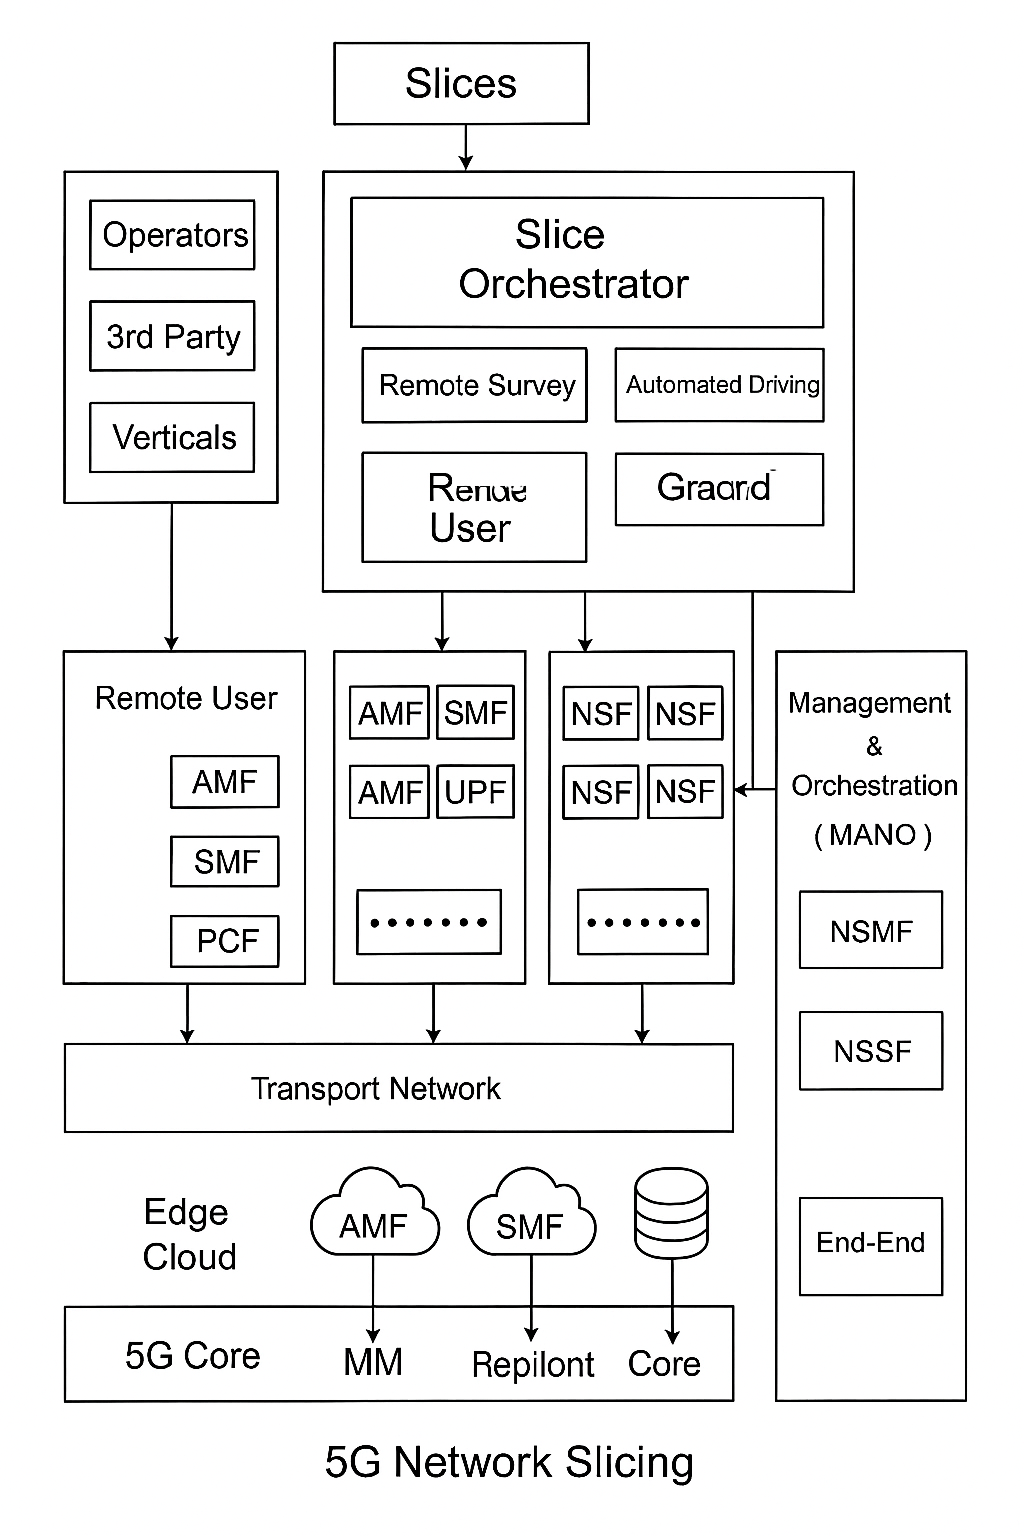 Slices
Operators
3rd Party
Verticals
Slice
Orchestrator
Remote Survey
Automated Driving
User
Remote User
AMF
SMF
PCF
AMF SMF
AMF UPF
.......
NSF NSF
NSF NSF
.......
Management
&
Orchestration
(MANO)
NSMF
NSSF
End-End
Transport Network
Edge
Cloud
AMF
SMF
5G Core
MM
Repilont
Core
5G Network Slicing